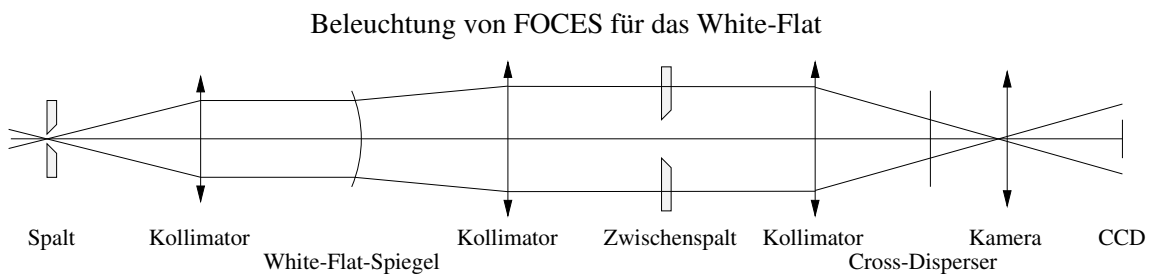 Beleuchtung von FOCES für das White-Flat
Spalt Kollimator Kollimator Zwischenspalt Kollimator Kamera CCD
White-Flat-Spiegel Cross-Disperser